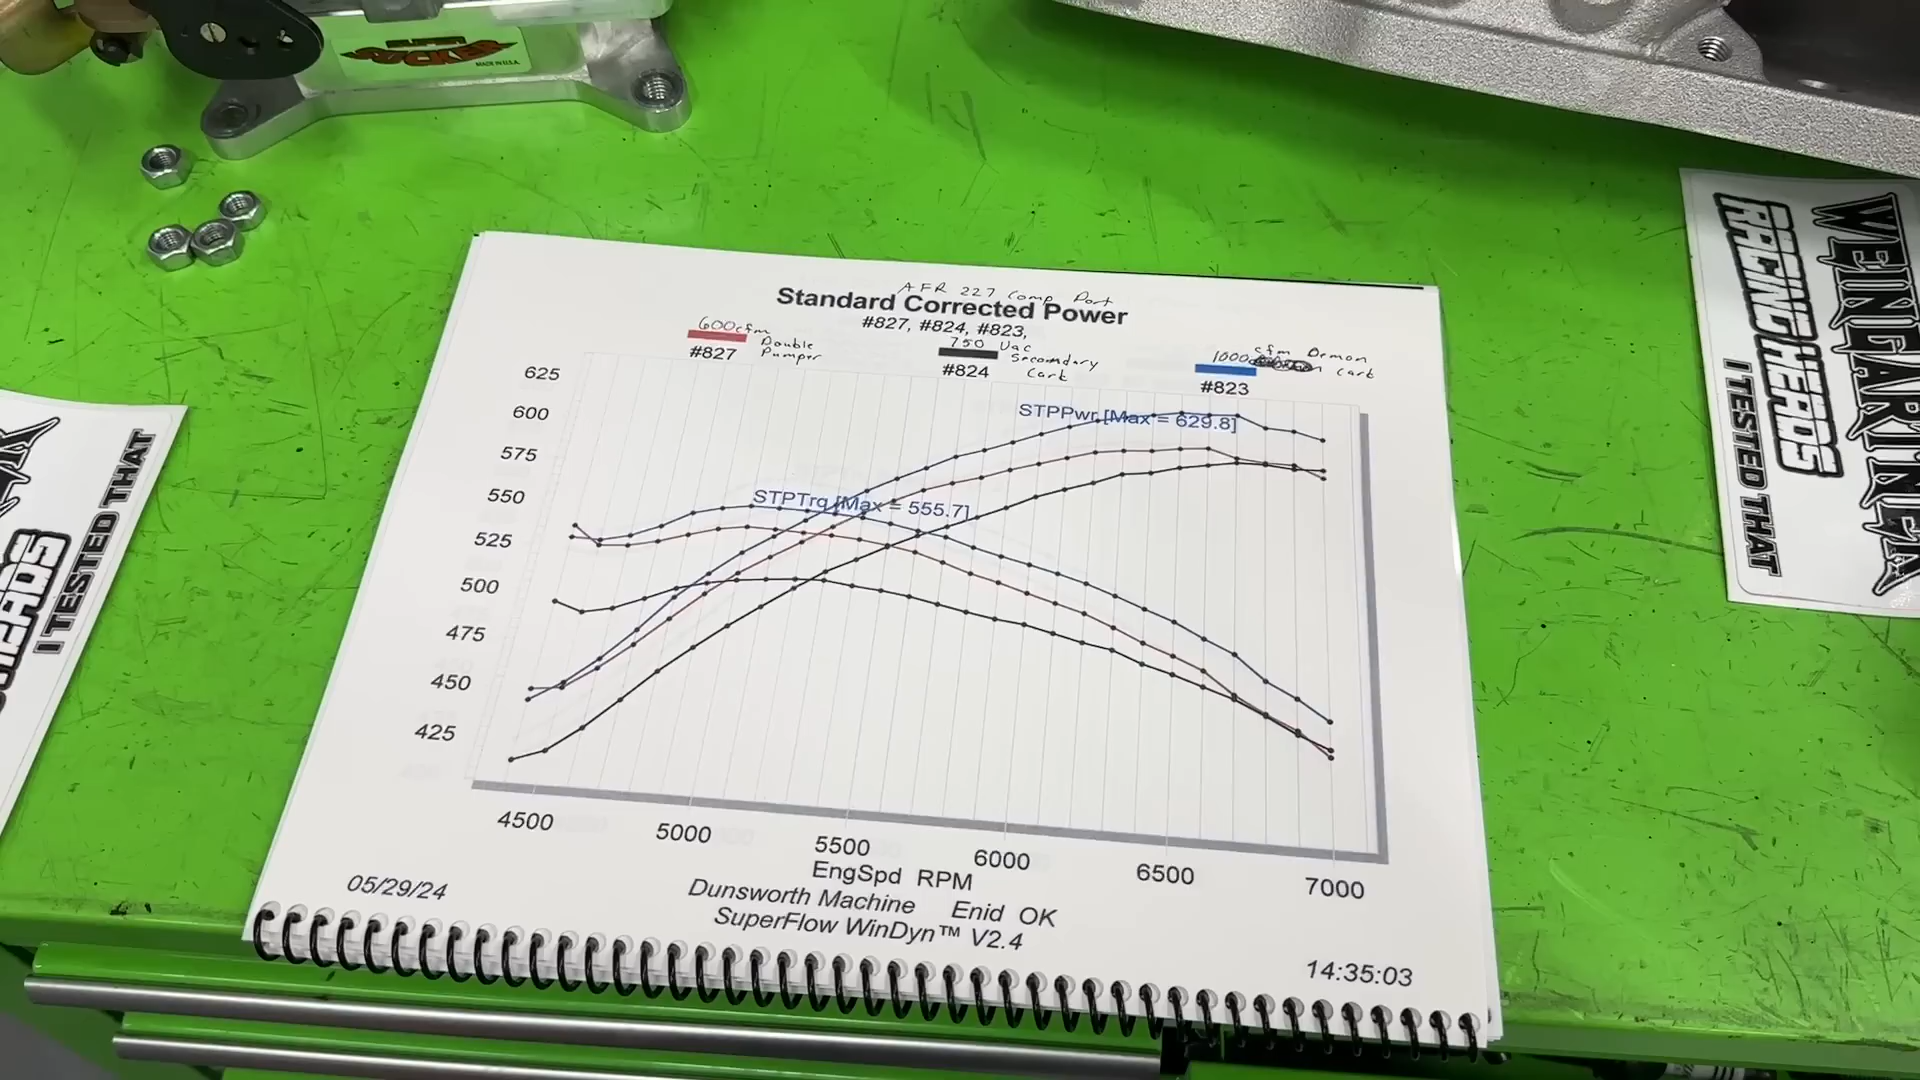 MADE IN U.S.A.
AFR 227 Comp Port
Standard Corrected Power
#827, #824, #823,
600cfm
Double
Pumper
#827
750 Vac
Secondary
Carb
#824
1000 cfm Demon
Carb
#823
625
600
575
550
525
500
475
450
425
STPPwr [Max = 629.8]
STPTrq [Max = 555.7]
4500
5000
5500
6000
6500
7000
EngSpd RPM
Dunsworth Machine Enid OK
SuperFlow WinDyn™ V2.4
05/29/24
14:35:03
WEINGARTNER
RACING HEADS
I TESTED THAT
HEADS
I TESTED THAT